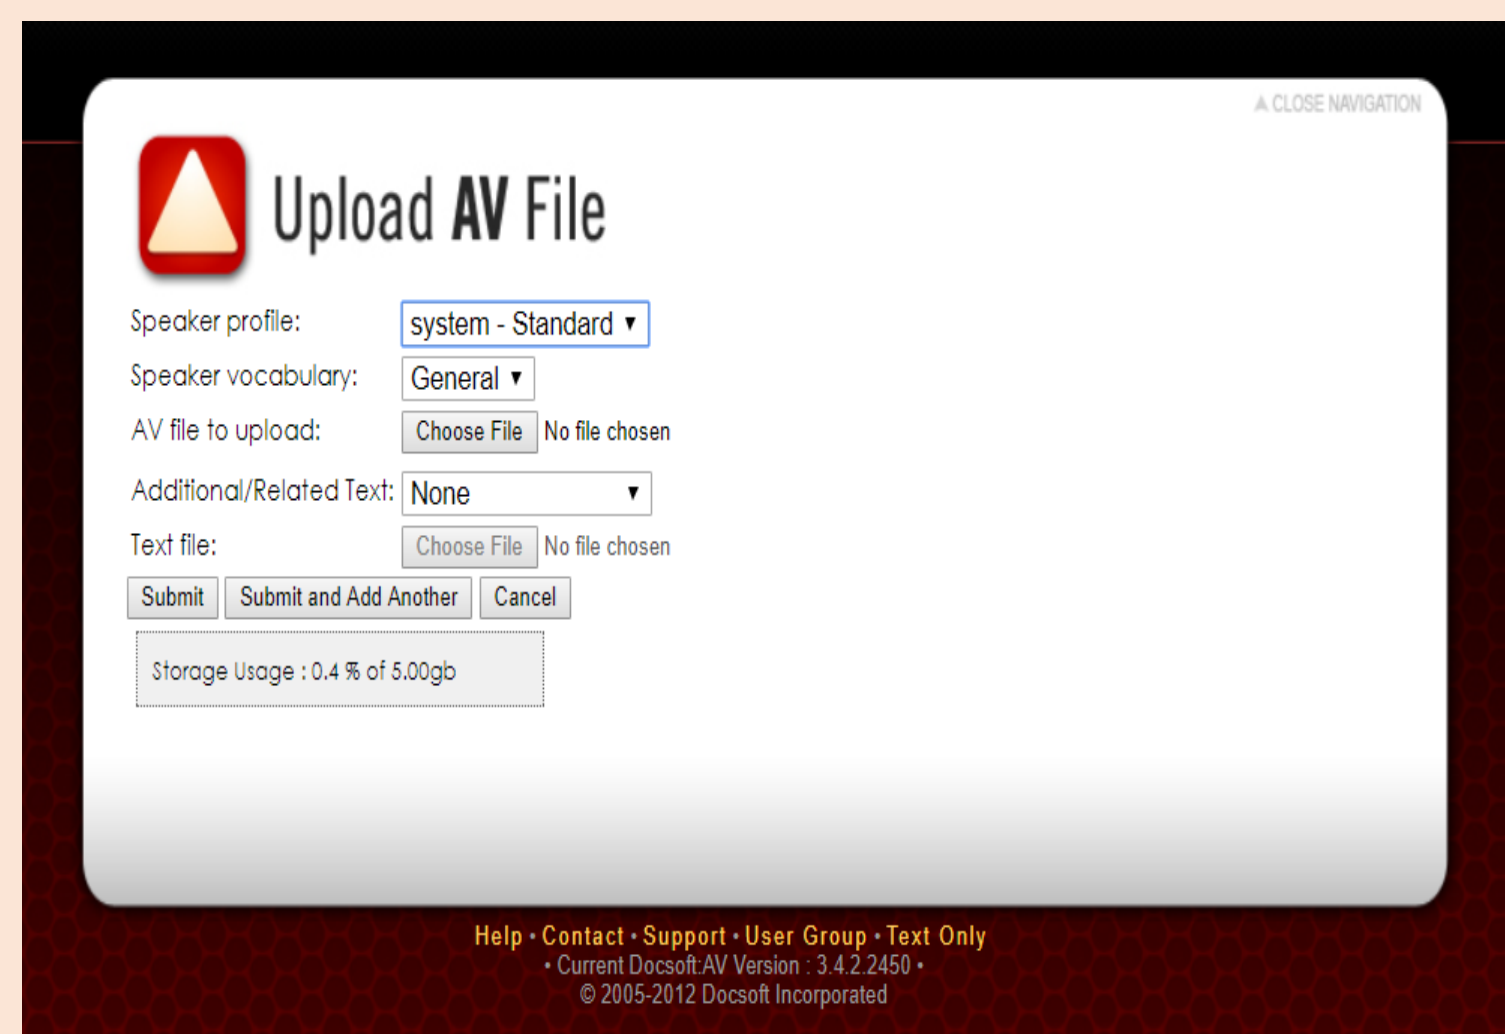 ▲ CLOSE NAVIGATION
Upload AV File
Speaker profile: system - Standard ▼
Speaker vocabulary: General ▼
AV file to upload: Choose File No file chosen
Additional/Related Text: None ▼
Text file: Choose File No file chosen
Submit Submit and Add Another Cancel
Storage Usage : 0.4 % of 5.00gb
Help • Contact • Support • User Group • Text Only
• Current Docsoft:AV Version : 3.4.2.2450 •
© 2005-2012 Docsoft Incorporated